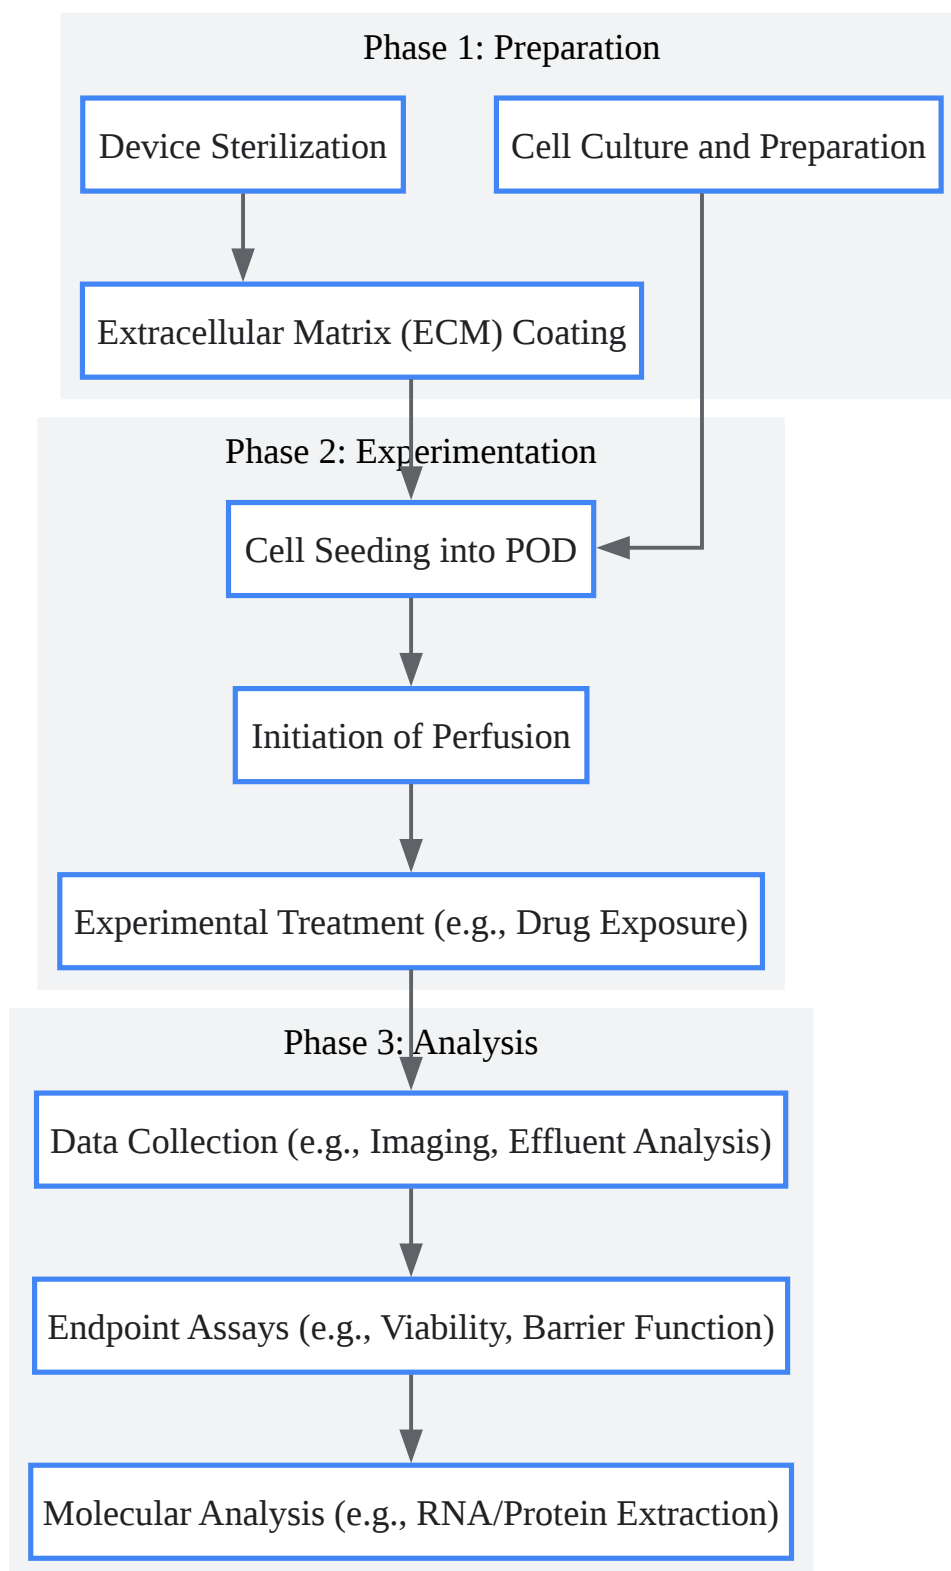 Phase 1: Preparation
Device Sterilization
Cell Culture and Preparation
Extracellular Matrix (ECM) Coating
Phase 2: Experimentation
Cell Seeding into POD
Initiation of Perfusion
Experimental Treatment (e.g., Drug Exposure)
Phase 3: Analysis
Data Collection (e.g., Imaging, Effluent Analysis)
Endpoint Assays (e.g., Viability, Barrier Function)
Molecular Analysis (e.g., RNA/Protein Extraction)